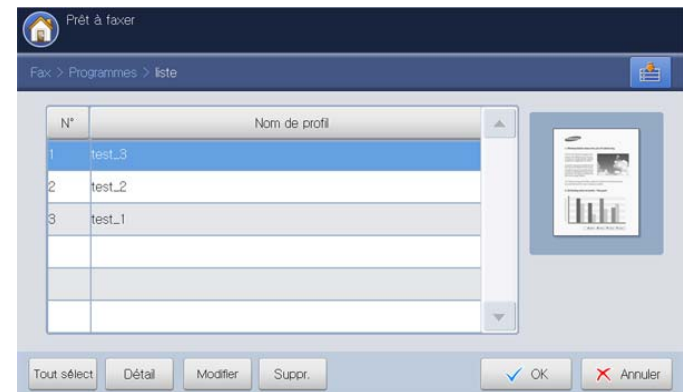 Prêt à faxer
Fax > Programmes > liste
N° Nom de profil
1 test_3
2 test_2
3 test_1
Tout sélect Détail Modifier Suppr. OK Annuler